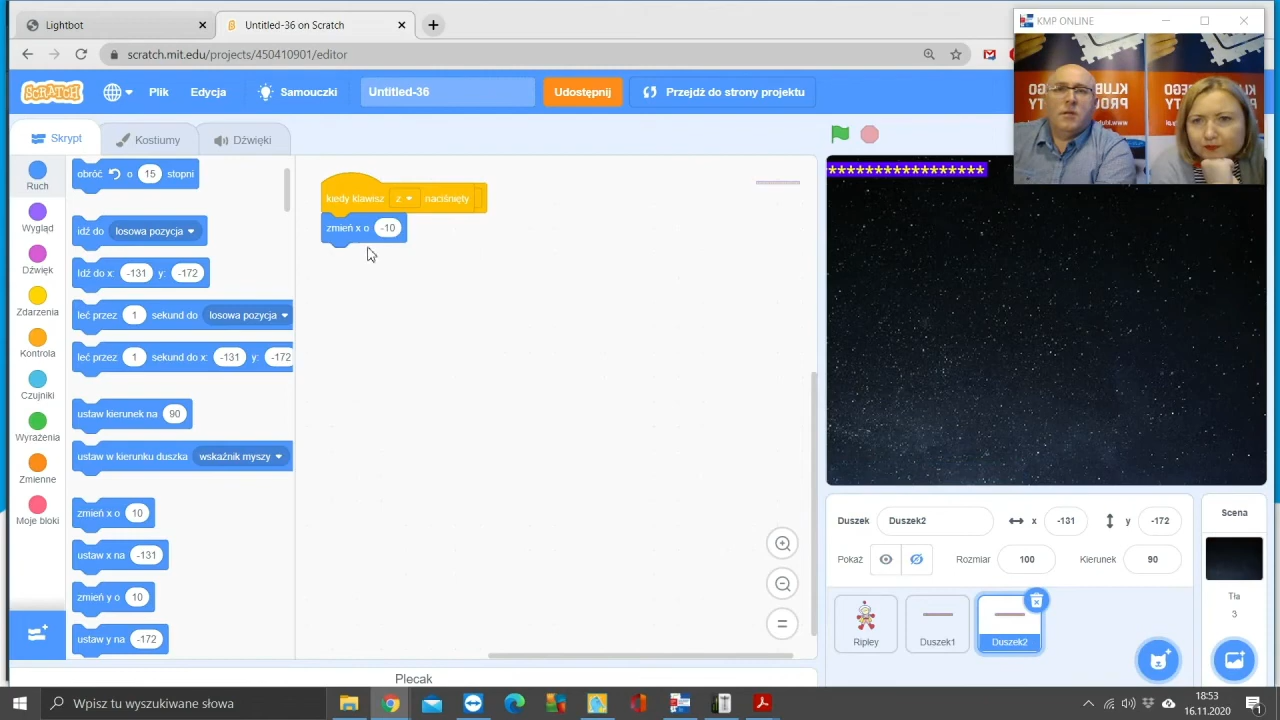 Lightbot
Untitled-36 on Scratch
KMP ONLINE
scratch.mit.edu/projects/450410901/editor
SCRATCH
Plik
Edycja
Samouczki
Untitled-36
Udostępnij
Przejdź do strony projektu
Skrypt
Kostiumy
Dźwięki
Ruch
Wygląd
Dźwięk
Zdarzenia
Kontrola
Czujniki
Wyrażenia
Zmienne
Moje bloki
obróć o 15 stopni
idź do losowa pozycja
Idź do x: -131 y: -172
leć przez 1 sekund do losowa pozycja
leć przez 1 sekund do x: -131 y: -172
ustaw kierunek na 90
ustaw w kierunku duszka wskaźnik myszy
zmień x o 10
ustaw x na -131
zmień y o 10
ustaw y na -172
kiedy klawisz z naciśnięty
zmień x o -10
****************
Duszek Duszek2 x -131 y -172
Pokaż Rozmiar 100 Kierunek 90
Ripley
Duszek1
Duszek2
Scena
Tła
3
Plecak
Wpisz tu wyszukiwane słowa
18:53
16.11.2020
1